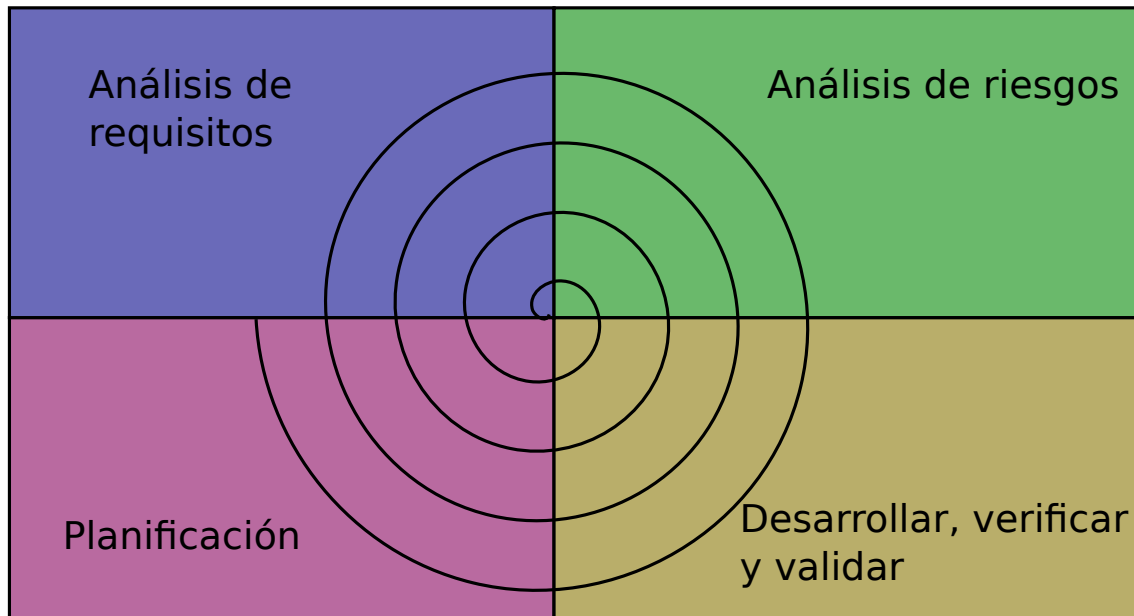 Análisis de
requisitos
Análisis de riesgos
Planificación
Desarrollar, verificar
y validar